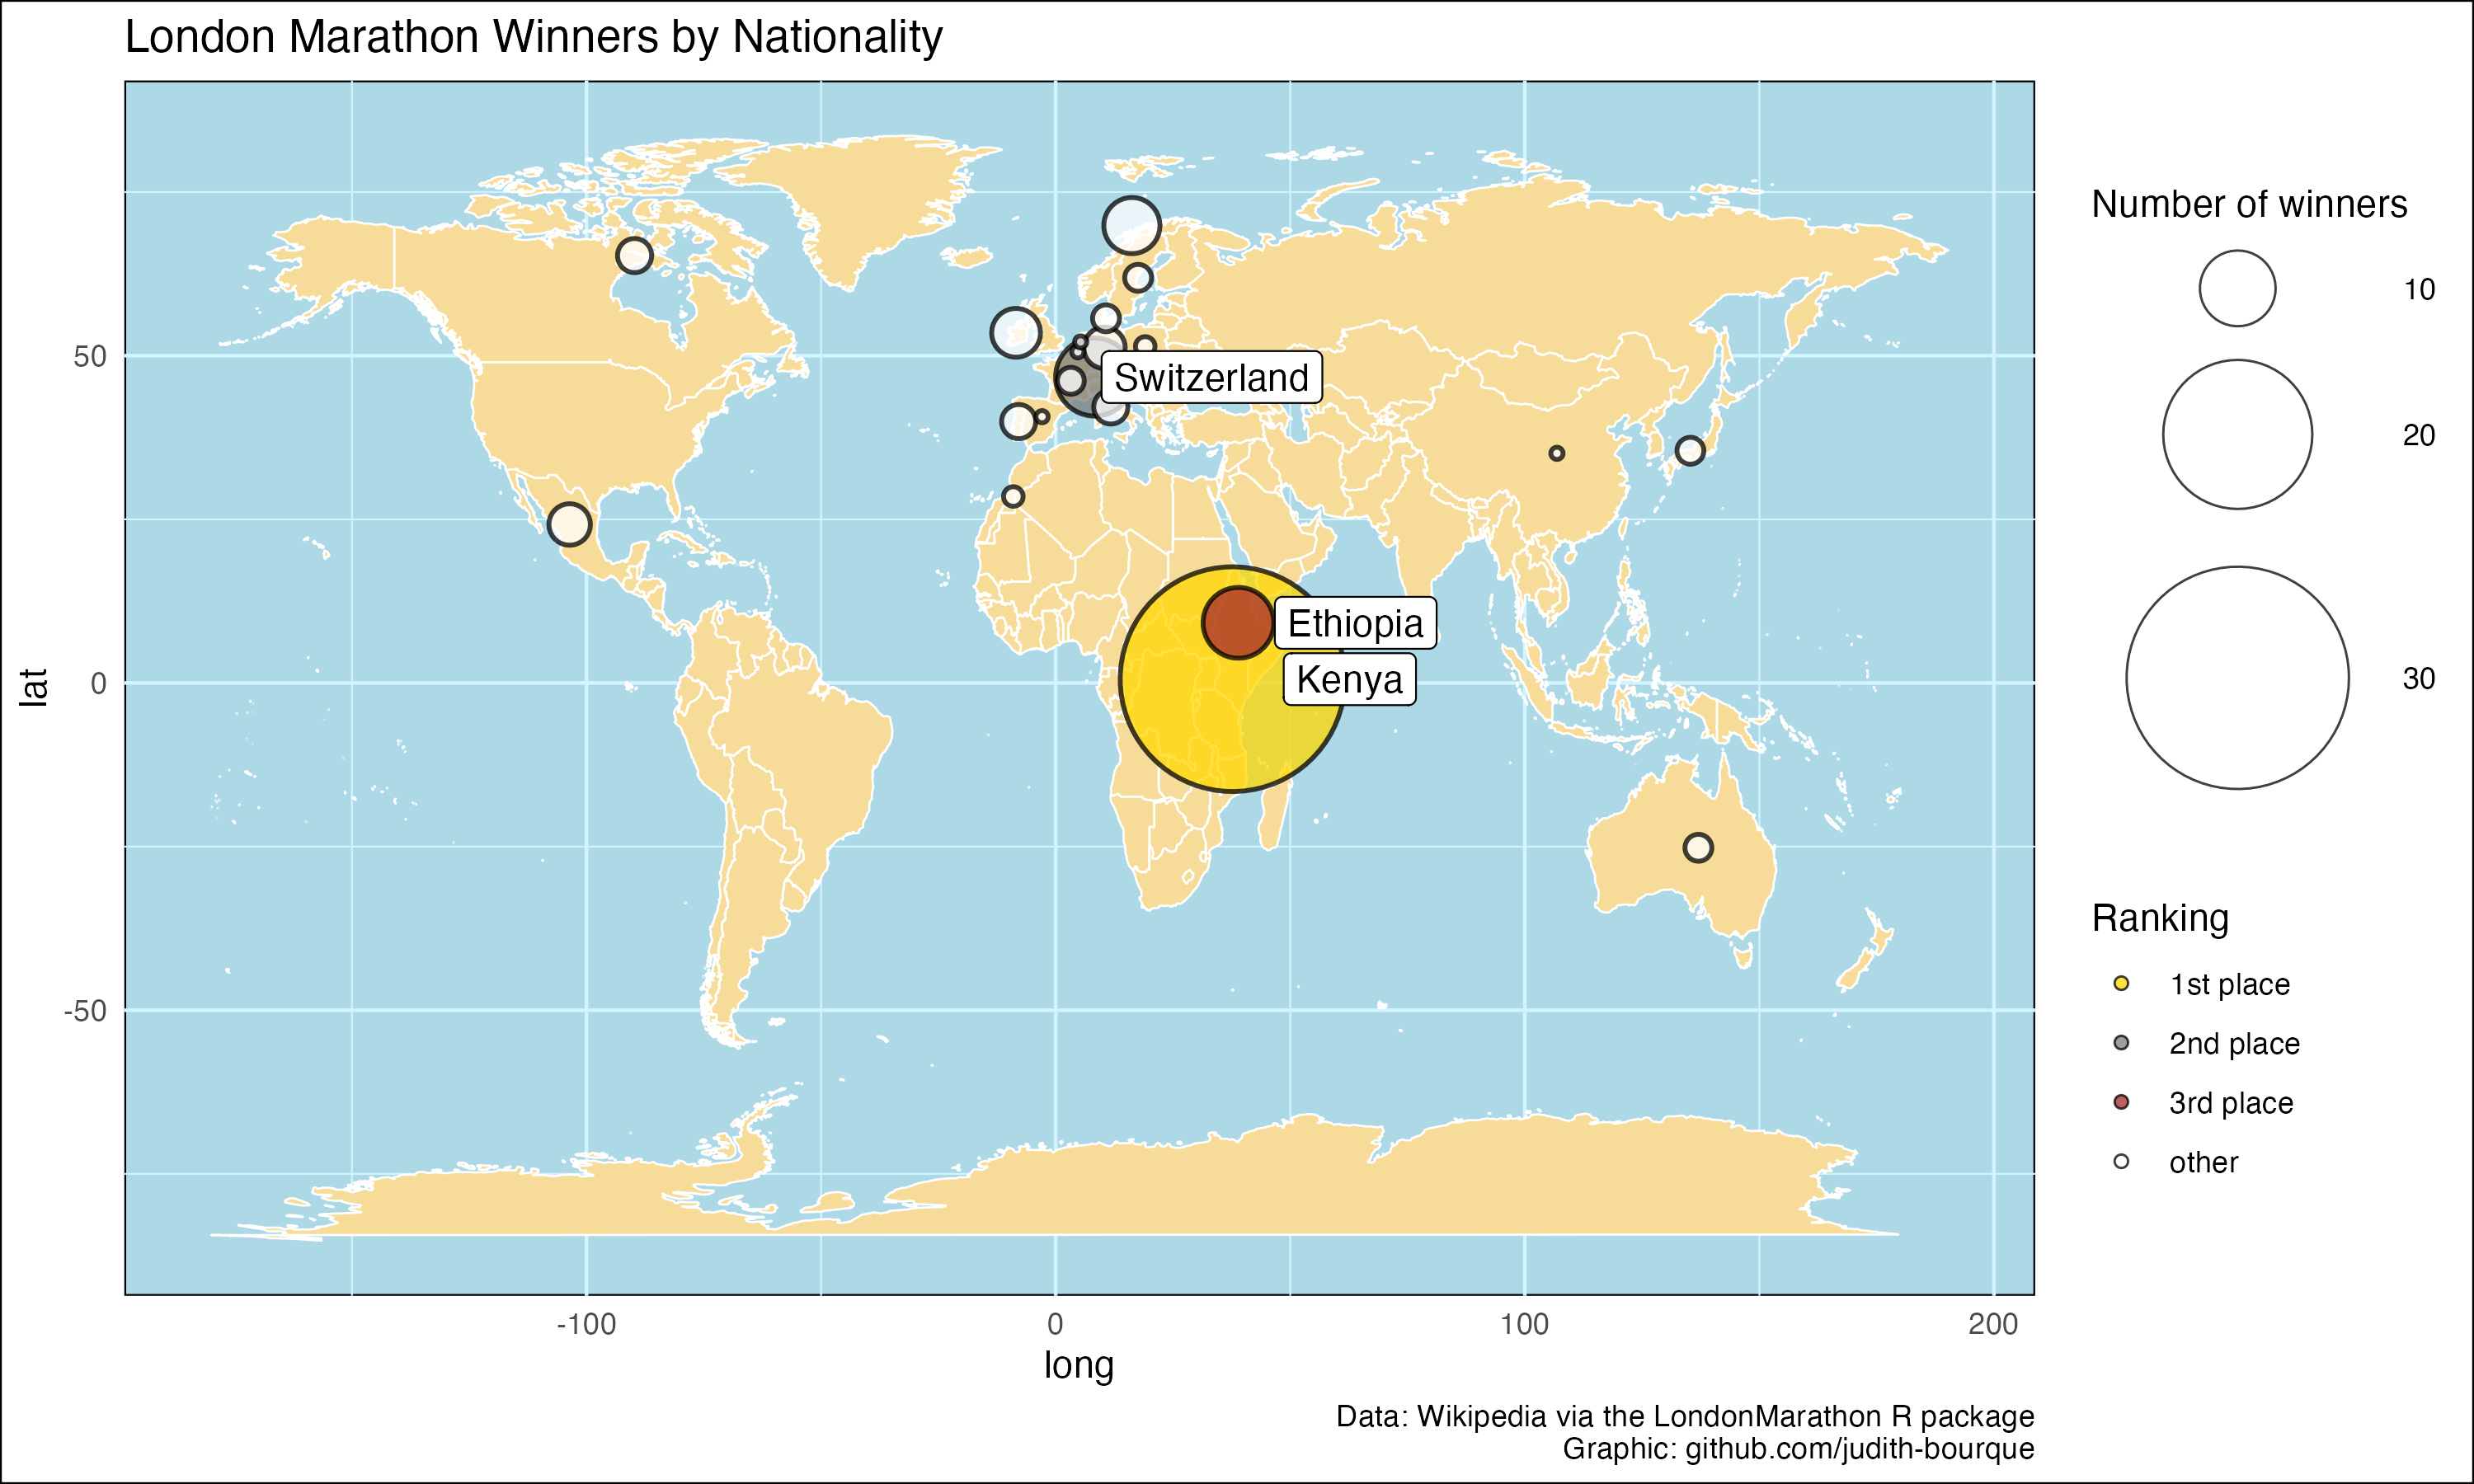 London Marathon Winners by Nationality
Number of winners
10
20
30
Ranking
1st place
2nd place
3rd place
other
Switzerland
Ethiopia
Kenya
lat
50
0
-50
-100
0
100
200
long
Data: Wikipedia via the LondonMarathon R package
Graphic: github.com/judith-bourque